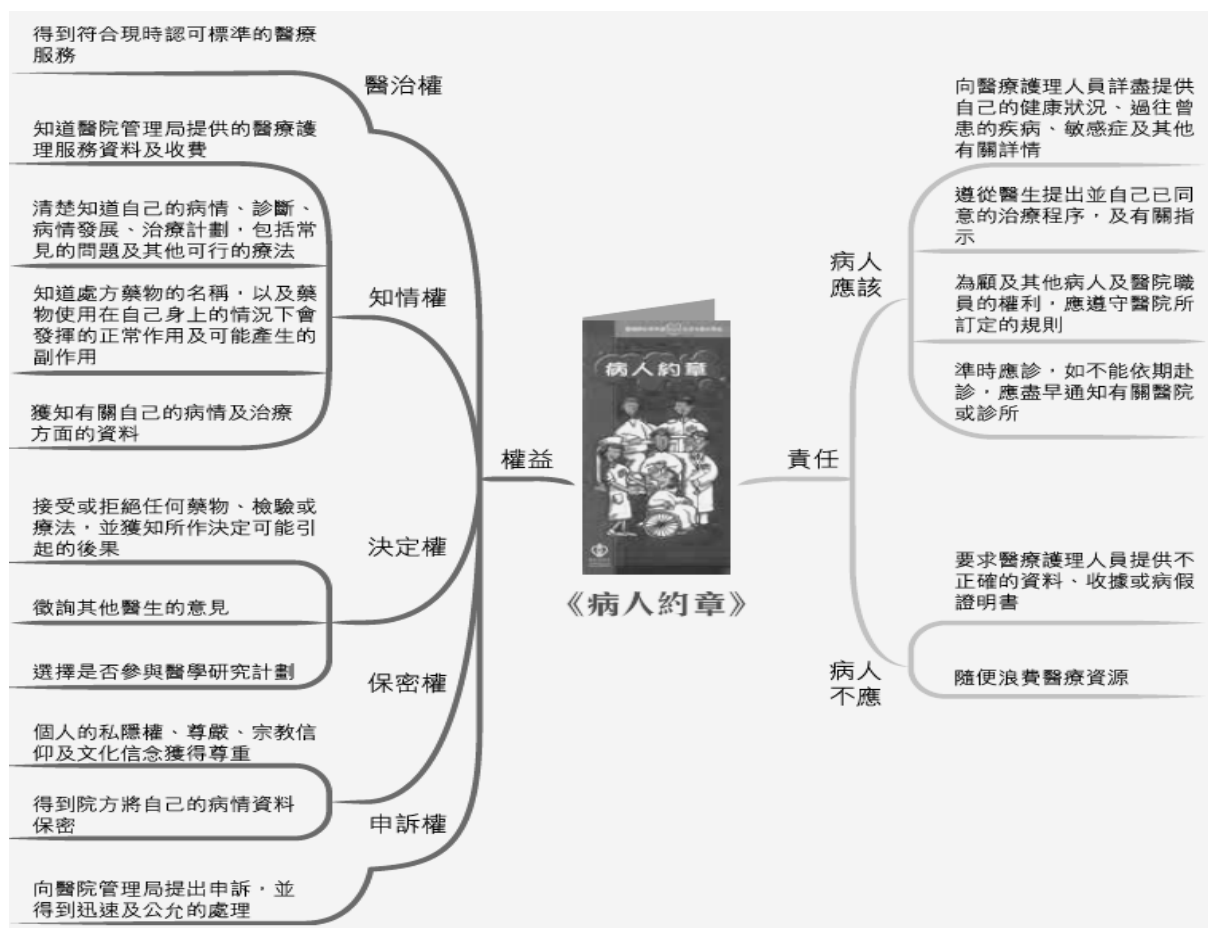 得到符合現時認可標準的醫療
服務
醫治權
知道醫院管理局提供的醫療護
理服務資料及收費
清楚知道自己的病情、診斷、
病情發展、治療計劃，包括常
見的問題及其他可行的療法
知道處方藥物的名稱，以及藥
物使用在自己身上的情況下會
發揮的正常作用及可能產生的
副作用
獲知有關自己的病情及治療
方面的資料
知情權
接受或拒絕任何藥物、檢驗或
療法，並獲知所作決定可能引
起的後果
徵詢其他醫生的意見
選擇是否參與醫學研究計劃
決定權
個人的私隱權、尊嚴、宗教信
仰及文化信念獲得尊重
得到院方將自己的病情資料
保密
保密權
向醫院管理局提出申訴，並
得到迅速及公允的處理
申訴權
權益
病人約章
《病人約章》
責任
病人
應該
向醫療護理人員詳盡提供
自己的健康狀況、過往曾
患的疾病、敏感症及其他
有關詳情
遵從醫生提出並自己已同
意的治療程序，及有關指
示
為顧及其他病人及醫院職
員的權利，應遵守醫院所
訂定的規則
準時應診，如不能依期赴
診，應盡早通知有關醫院
或診所
病人
不應
要求醫療護理人員提供不
正確的資料、收據或病假
證明書
隨便浪費醫療資源